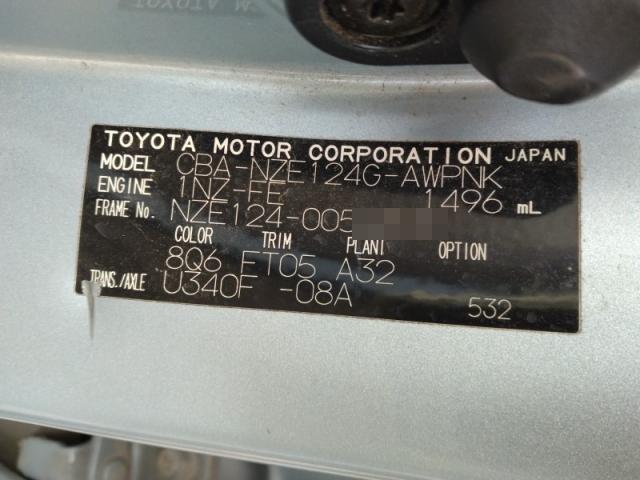 TOYOTA MOTOR CORPORATION JAPAN
MODEL CBA-NZE124G-AWPNK
ENGINE 1NZ-FE 1496 mL
FRAME No. NZE124-005
COLOR TRIM PLANT OPTION
8Q6 FT05 A32
TRANS./AXLE U340F -08A 532